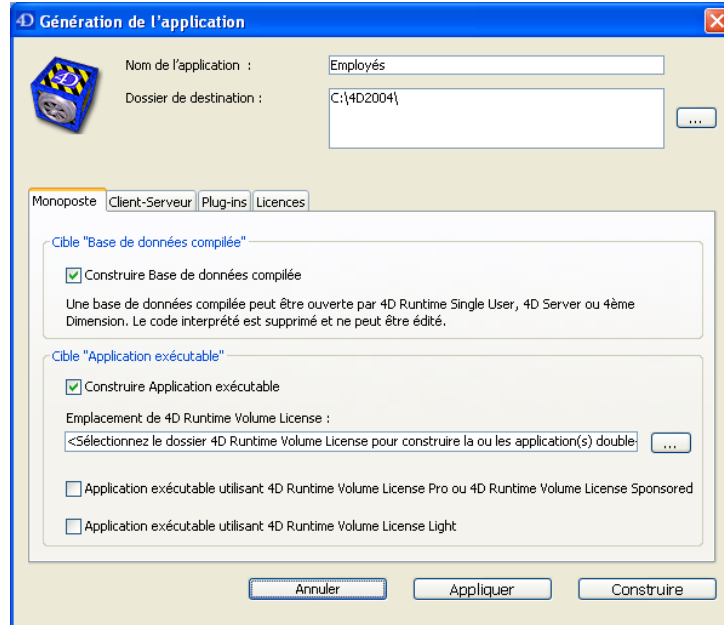 4D Génération de l'application
4D
Nom de l'application :
Employés
Dossier de destination :
C:\4D2004\
...
Monoposte Client-Serveur Plug-ins Licences
Cible "Base de données compilée"
Construire Base de données compilée
Une base de données compilée peut être ouverte par 4D Runtime Single User, 4D Server ou 4ème
Dimension. Le code interprété est supprimé et ne peut être édité.
Cible "Application exécutable"
Construire Application exécutable
Emplacement de 4D Runtime Volume License :
<Sélectionnez le dossier 4D Runtime Volume License pour construire la ou les application(s) double-
...
Application exécutable utilisant 4D Runtime Volume License Pro ou 4D Runtime Volume License Sponsored
Application exécutable utilisant 4D Runtime Volume License Light
Annuler Appliquer Construire